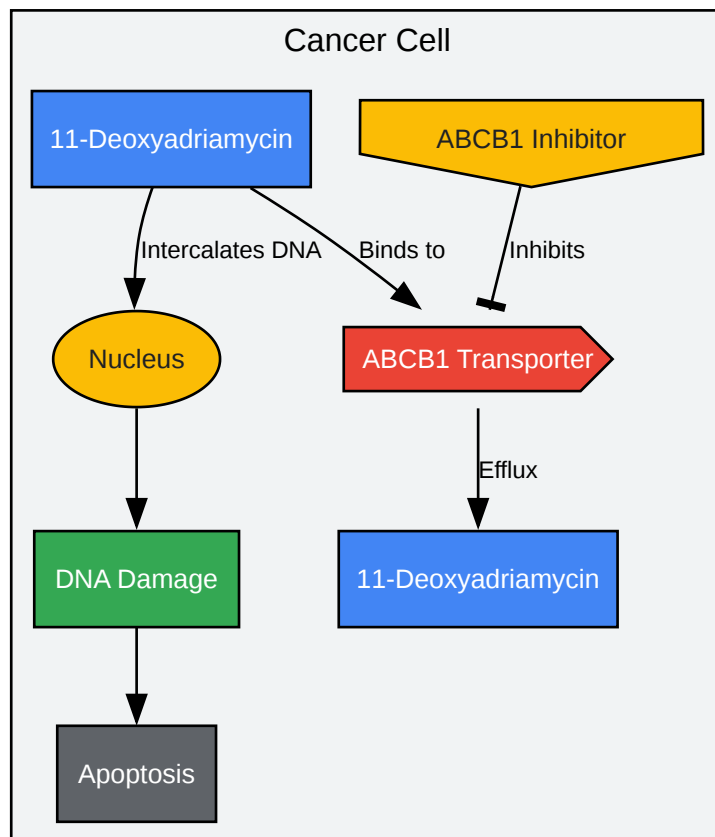 Cancer Cell
11-Deoxyadriamycin
ABCB1 Inhibitor
Intercalates DNA
Binds to
Inhibits
Nucleus
ABCB1 Transporter
Efflux
DNA Damage
11-Deoxyadriamycin
Apoptosis